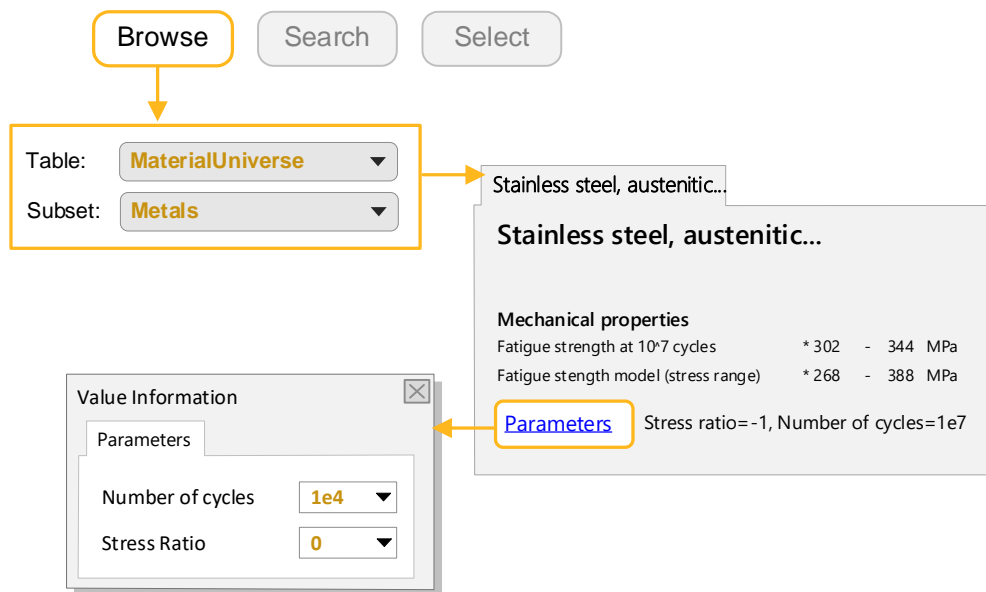 Browse Search Select
Table: MaterialUniverse
Subset: Metals
Stainless steel, austenitic...
Stainless steel, austenitic...
Mechanical properties
Fatigue strength at 10^7 cycles * 302 - 344 MPa
Fatigue stength model (stress range) * 268 - 388 MPa
Parameters Stress ratio=-1, Number of cycles=1e7
Value Information
Parameters
Number of cycles 1e4
Stress Ratio 0